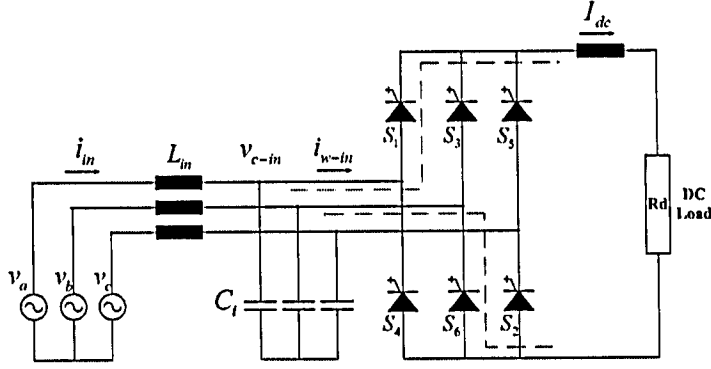 I_dc
S_1 S_3 S_5
i_in L_in v_c-in i_w-in
Rd DC Load
v_a v_b v_c
C_i
S_4 S_6 S_2